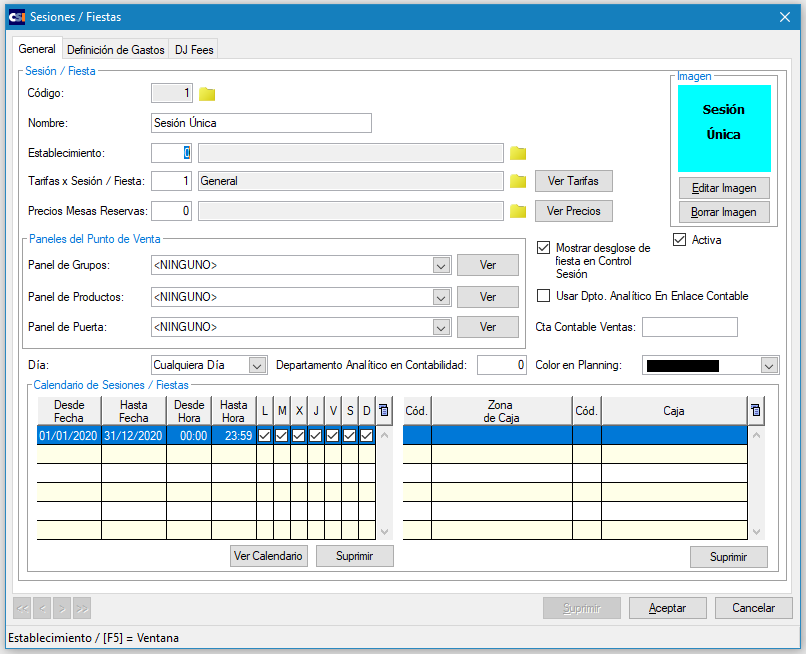 CSI Sesiones / Fiestas
General Definición de Gastos DJ Fees
Sesión / Fiesta
Código: 1
Nombre: Sesión Única
Establecimiento: 0
Tarifas x Sesión / Fiesta: 1 General Ver Tarifas
Precios Mesas Reservas: 0 Ver Precios
Imagen
Sesión
Única
Editar Imagen
Borrar Imagen
Activa
Paneles del Punto de Venta
Panel de Grupos: <NINGUNO> Ver
Panel de Productos: <NINGUNO> Ver
Panel de Puerta: <NINGUNO> Ver
Mostrar desglose de
fiesta en Control
Sesión
Usar Dpto. Analítico En Enlace Contable
Cta Contable Ventas:
Día: Cualquiera Día Departamento Analítico en Contabilidad: 0 Color en Planning:
Calendario de Sesiones / Fiestas
Desde Fecha Hasta Fecha Desde Hora Hasta Hora L M X J V S D
01/01/2020 31/12/2020 00:00 23:59
Cód. Zona de Caja Cód. Caja
Ver Calendario Suprimir Suprimir
<< < > >> Suprimir Aceptar Cancelar
Establecimiento / [F5] = Ventana